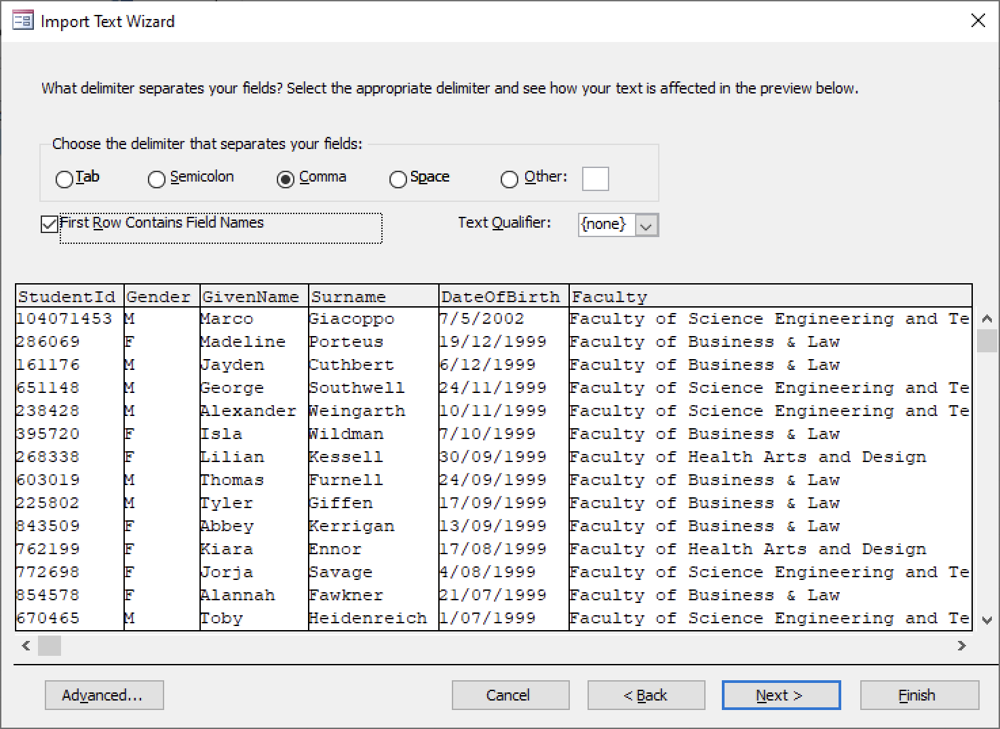 Import Text Wizard
What delimiter separates your fields? Select the appropriate delimiter and see how your text is affected in the preview below.
Choose the delimiter that separates your fields:
Tab Semicolon Comma Space Other:
First Row Contains Field Names Text Qualifier: {none}
StudentId Gender GivenName Surname DateOfBirth Faculty
104071453 M Marco Giacoppo 7/5/2002 Faculty of Science Engineering and Te
286069 F Madeline Porteus 19/12/1999 Faculty of Business & Law
161176 M Jayden Cuthbert 6/12/1999 Faculty of Business & Law
651148 M George Southwell 24/11/1999 Faculty of Science Engineering and Te
238428 M Alexander Weingarth 10/11/1999 Faculty of Science Engineering and Te
395720 F Isla Wildman 7/10/1999 Faculty of Business & Law
268338 F Lilian Kessell 30/09/1999 Faculty of Health Arts and Design
603019 M Thomas Furnell 24/09/1999 Faculty of Business & Law
225802 M Tyler Giffen 17/09/1999 Faculty of Business & Law
843509 F Abbey Kerrigan 13/09/1999 Faculty of Business & Law
762199 F Kiara Ennor 17/08/1999 Faculty of Health Arts and Design
772698 F Jorja Savage 4/08/1999 Faculty of Science Engineering and Te
854578 F Alannah Fawkner 21/07/1999 Faculty of Business & Law
670465 M Toby Heidenreich 1/07/1999 Faculty of Science Engineering and Te
Advanced... Cancel < Back Next > Finish